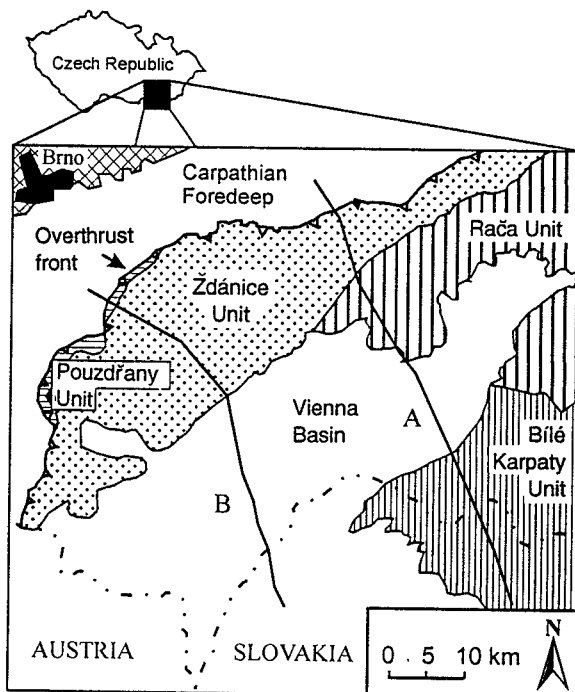 Czech Republic
Brno
Carpathian
Foredeep
Rača Unit
Overthrust
front
Ždánice
Unit
Pouzdřany
Unit
Vienna
Basin
A
Bílé
Karpaty
Unit
B
N
AUSTRIA
SLOVAKIA
0 5 10 km